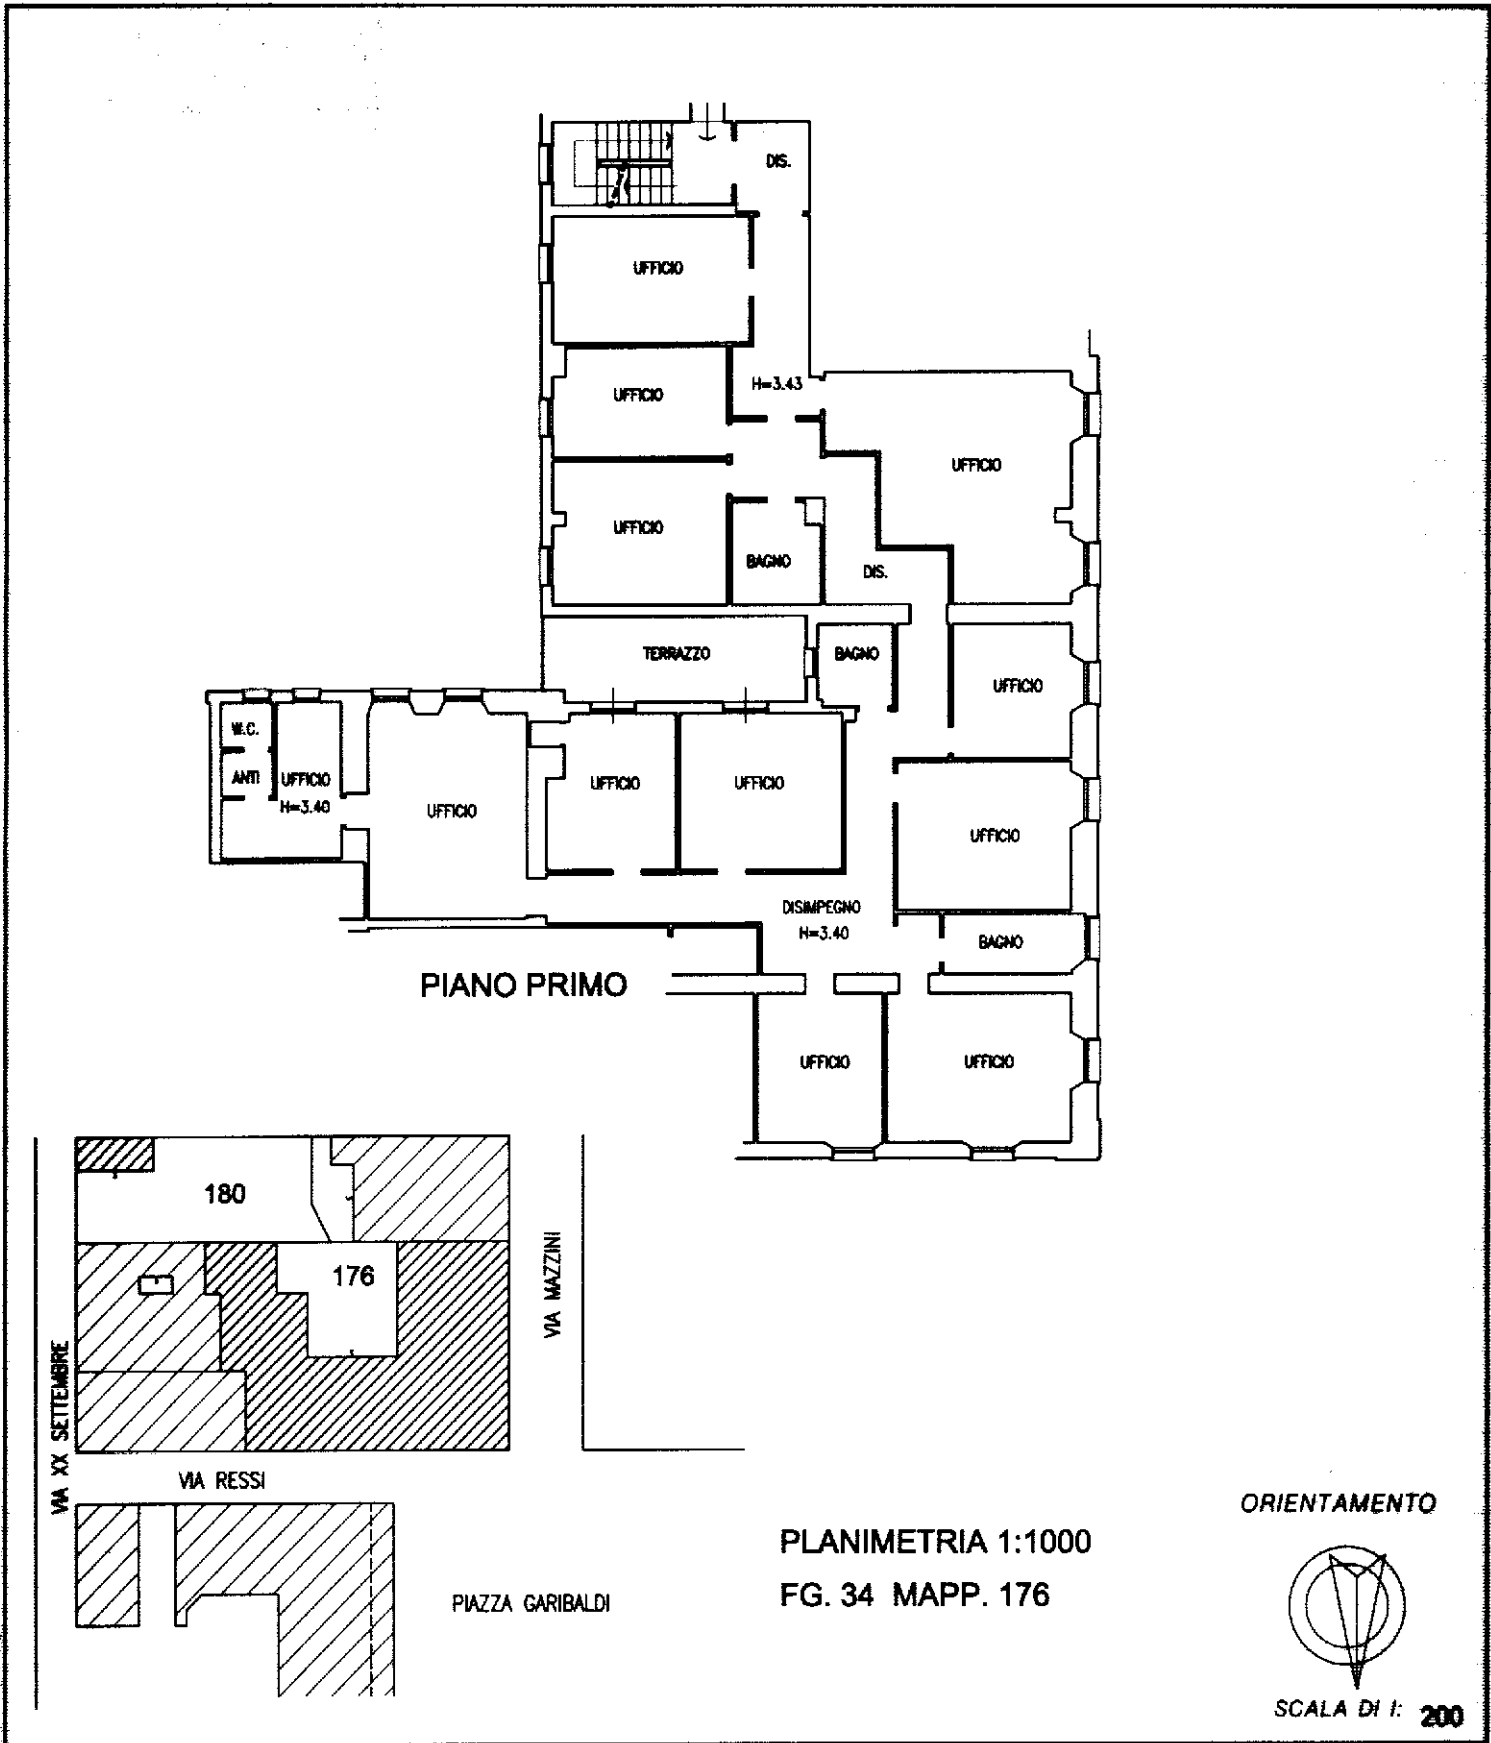 DIS.
UFFICIO
H=3.43
UFFICIO
UFFICIO
UFFICIO
BAGNO
DIS.
TERRAZZO
BAGNO
UFFICIO
W.C.
ANTI
UFFICIO
H=3.40
UFFICIO
UFFICIO
UFFICIO
UFFICIO
DISIMPEGNO
H=3.40
BAGNO
PIANO PRIMO
UFFICIO
UFFICIO
180
176
VIA MAZZINI
VIA XX SETTEMBRE
VIA RESSI
PIAZZA GARIBALDI
PLANIMETRIA 1:1000
FG. 34 MAPP. 176
ORIENTAMENTO
SCALA DI 1: 200